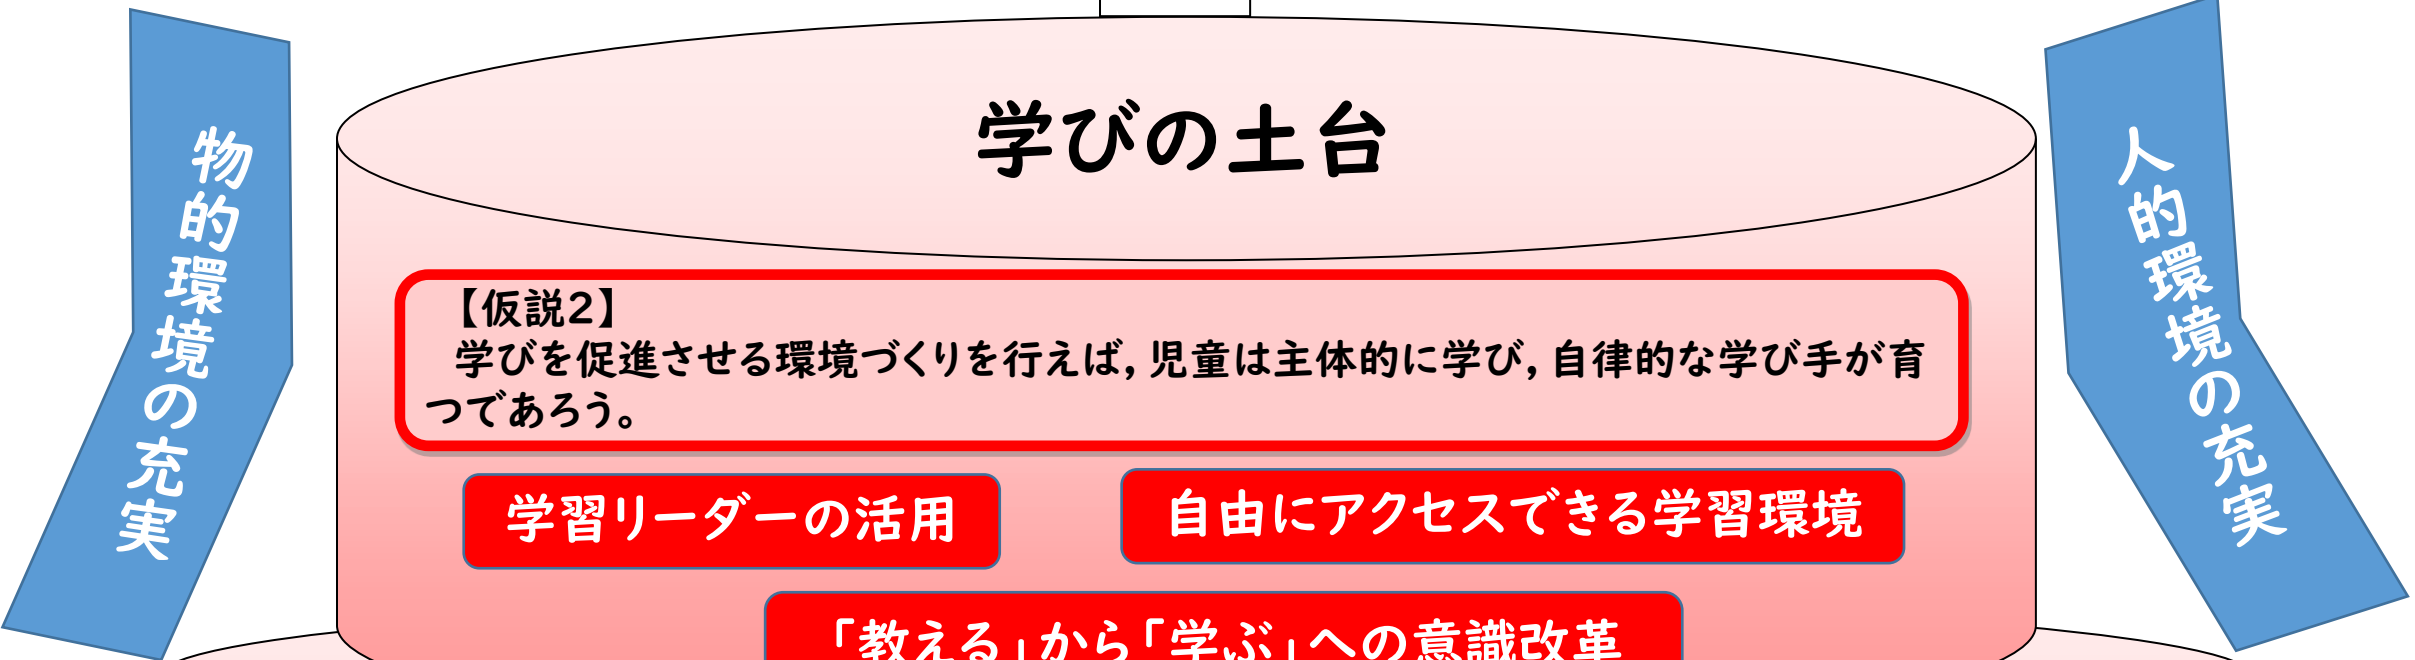 学びの土台
物的環境の充実
人的環境の充実
【仮説2】
学びを促進させる環境づくりを行えば，児童は主体的に学び，自律的な学び手が育
つであろう。
学習リーダーの活用
自由にアクセスできる学習環境
「教える」から「学ぶ」への意識改革